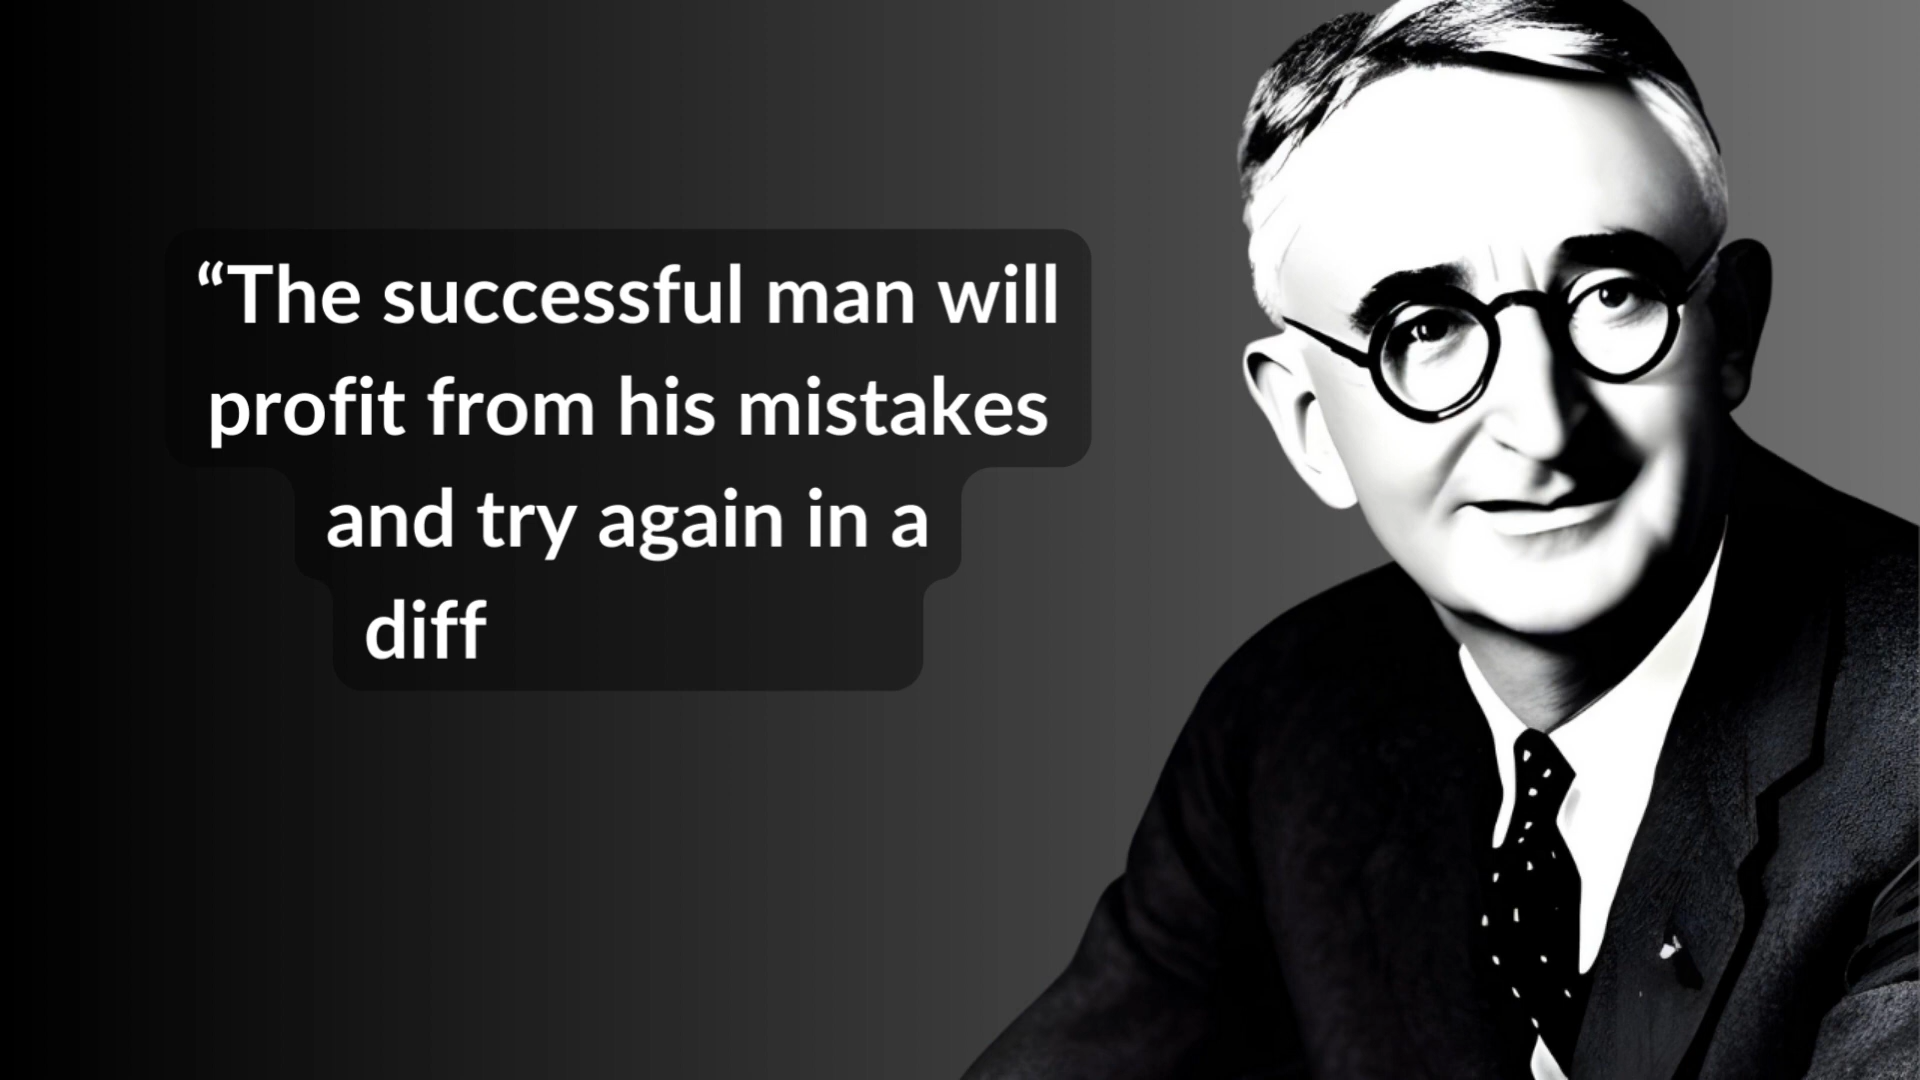 “The successful man will
profit from his mistakes
and try again in a
diff